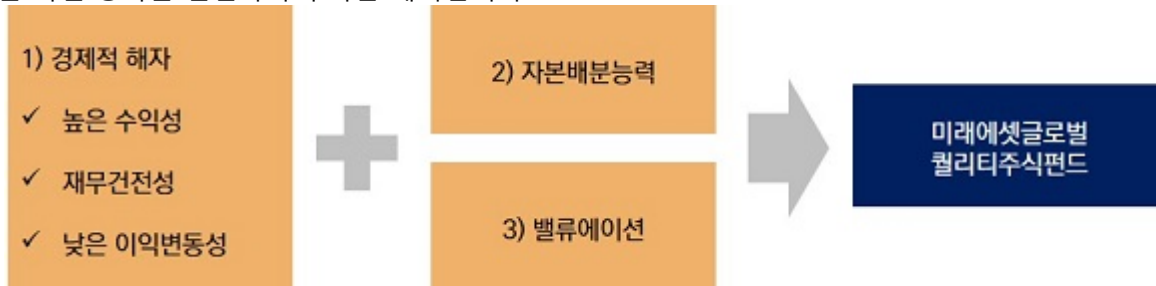 1) 경제적 해자
✓ 높은 수익성
✓ 재무건전성
✓ 낮은 이익변동성
2) 자본배분능력
3) 밸류에이션
미래에셋글로벌
퀄리티주식펀드